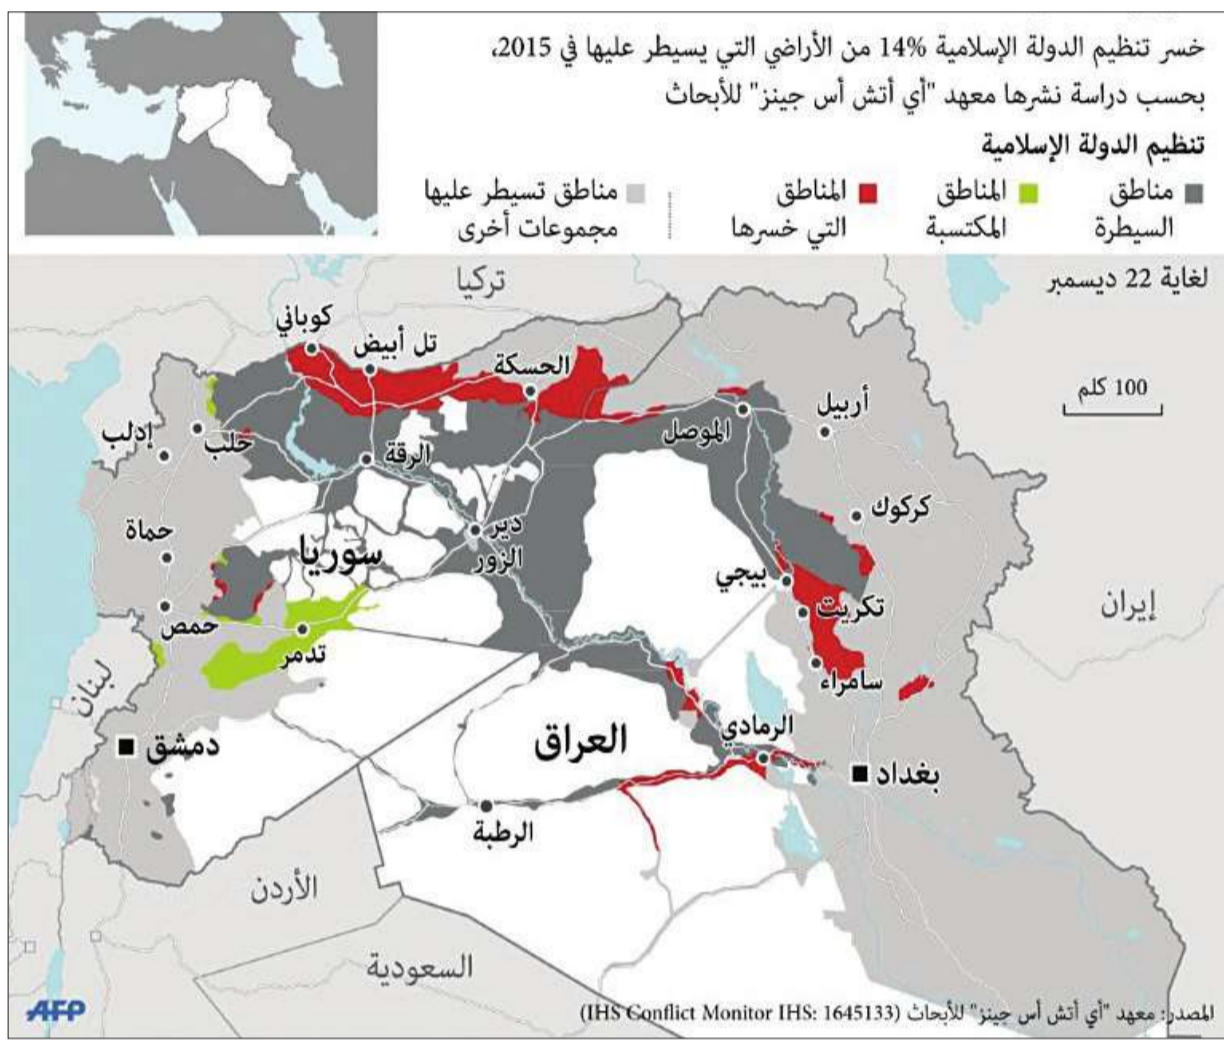 خسر تنظيم الدولة الإسلامية 14% من الأراضي التي يسيطر عليها في 2015،
بحسب دراسة نشرها معهد "أي أتش أس جينز" للأبحاث
تنظيم الدولة الإسلامية
مناطق السيطرة
المناطق المكتسبة
المناطق التي خسرها
مناطق تسيطر عليها مجموعات أخرى
لغاية 22 ديسمبر
100 كلم
تركيا
كوباني
تل أبيض
الحسكة
أربيل
الموصل
إدلب
حلب
الرقة
كركوك
حماة
سوريا
دير الزور
بيجي
تكريت
إيران
حمص
تدمر
سامراء
لبنان
دمشق
العراق
الرمادي
بغداد
الرطبة
الأردن
السعودية
AFP
المصدر: معهد "أي أتش أس جينز" للأبحاث (IHS Conflict Monitor IHS: 1645133)